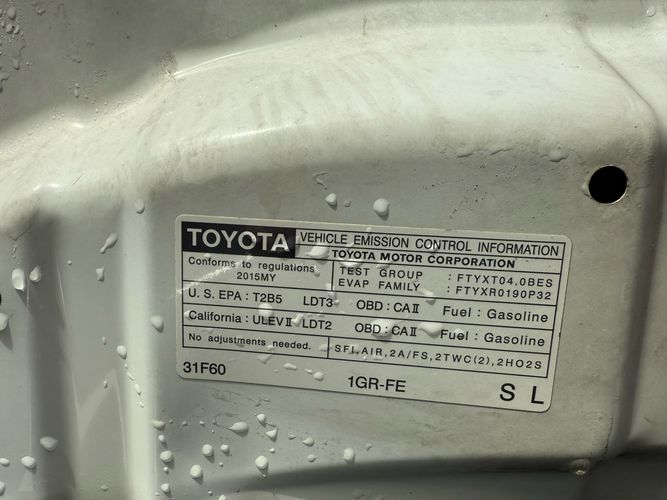 TOYOTA VEHICLE EMISSION CONTROL INFORMATION
TOYOTA MOTOR CORPORATION
Conforms to regulations
2015MY
TEST GROUP : FTYXT04.0BES
EVAP FAMILY : FTYXR0190P32
U. S. EPA : T2B5 LDT3 OBD : CAII Fuel : Gasoline
California : ULEVII LDT2 OBD : CAII Fuel : Gasoline
No adjustments needed. SFI,AIR,2A/FS,2TWC(2),2HO2S
31F60 1GR-FE S L